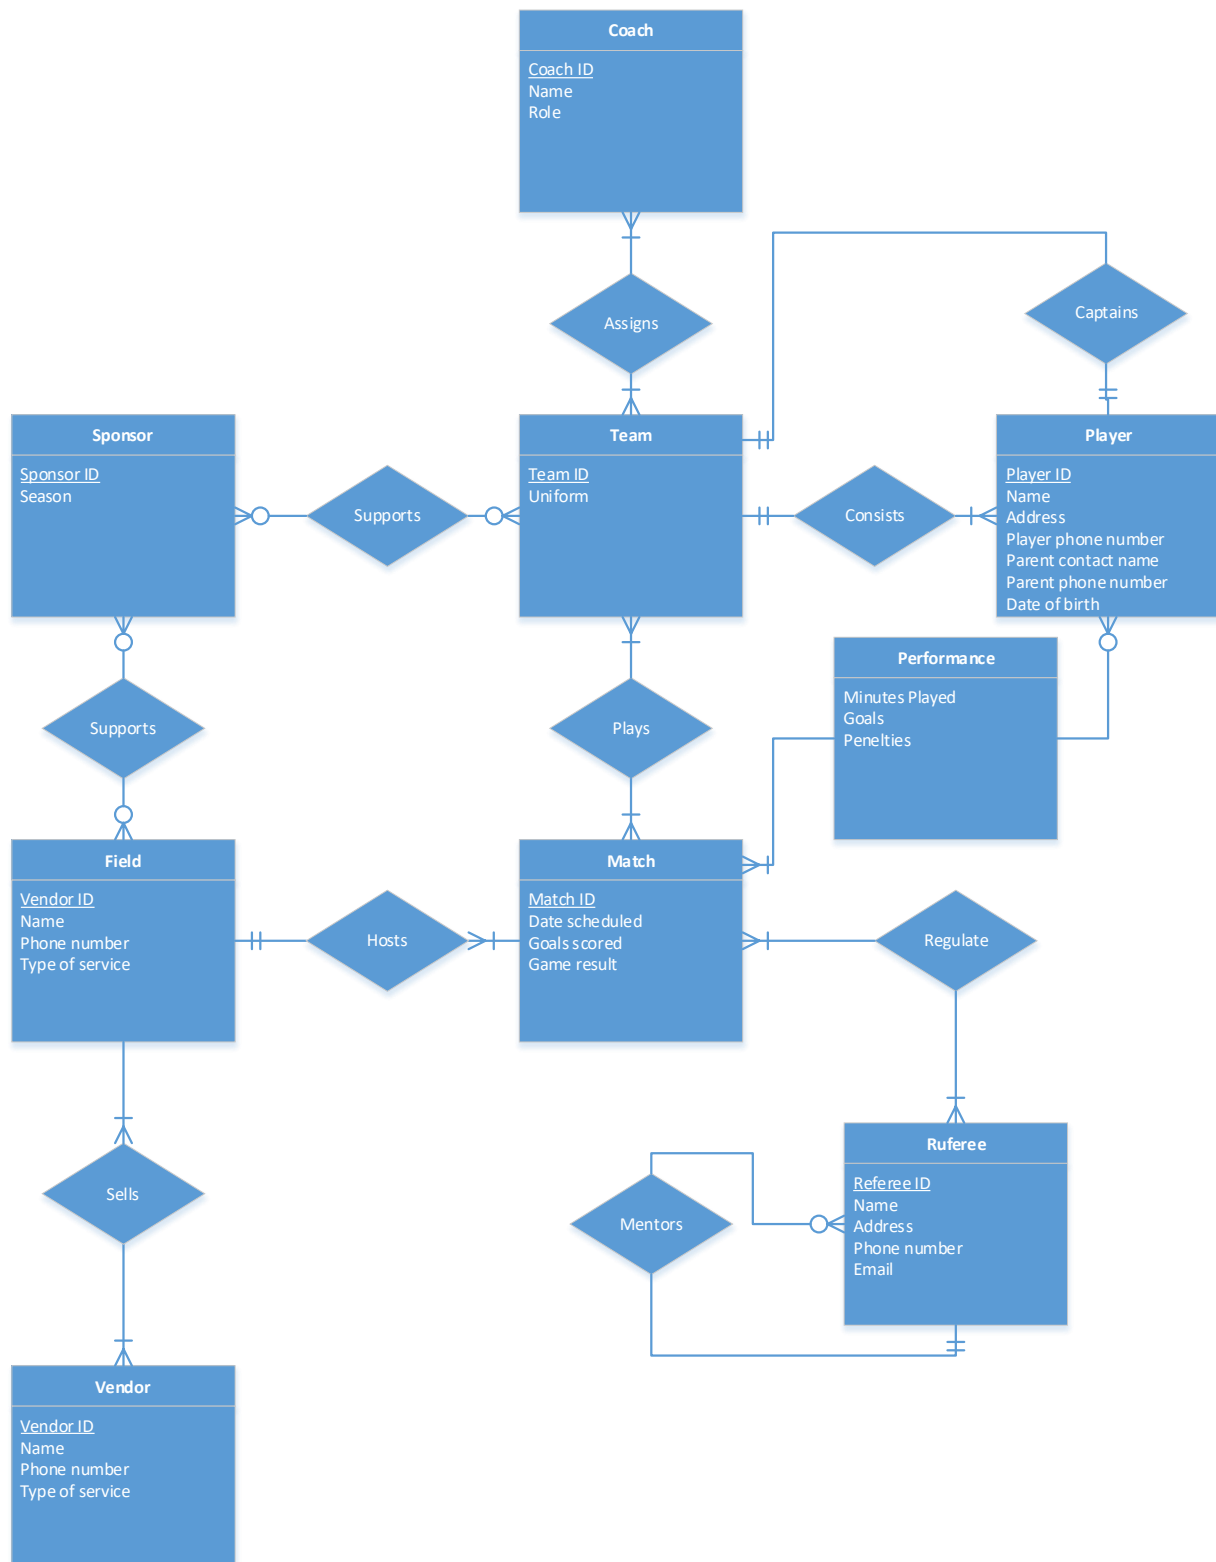 Coach
Coach ID
Name
Role
Assigns
Captains
Sponsor
Sponsor ID
Season
Supports
Team
Team ID
Uniform
Consists
Player
Player ID
Name
Address
Player phone number
Parent contact name
Parent phone number
Date of birth
Supports
Plays
Performance
Minutes Played
Goals
Penelties
Field
Vendor ID
Name
Phone number
Type of service
Hosts
Match
Match ID
Date scheduled
Goals scored
Game result
Regulate
Sells
Mentors
Ruferee
Referee ID
Name
Address
Phone number
Email
Vendor
Vendor ID
Name
Phone number
Type of service